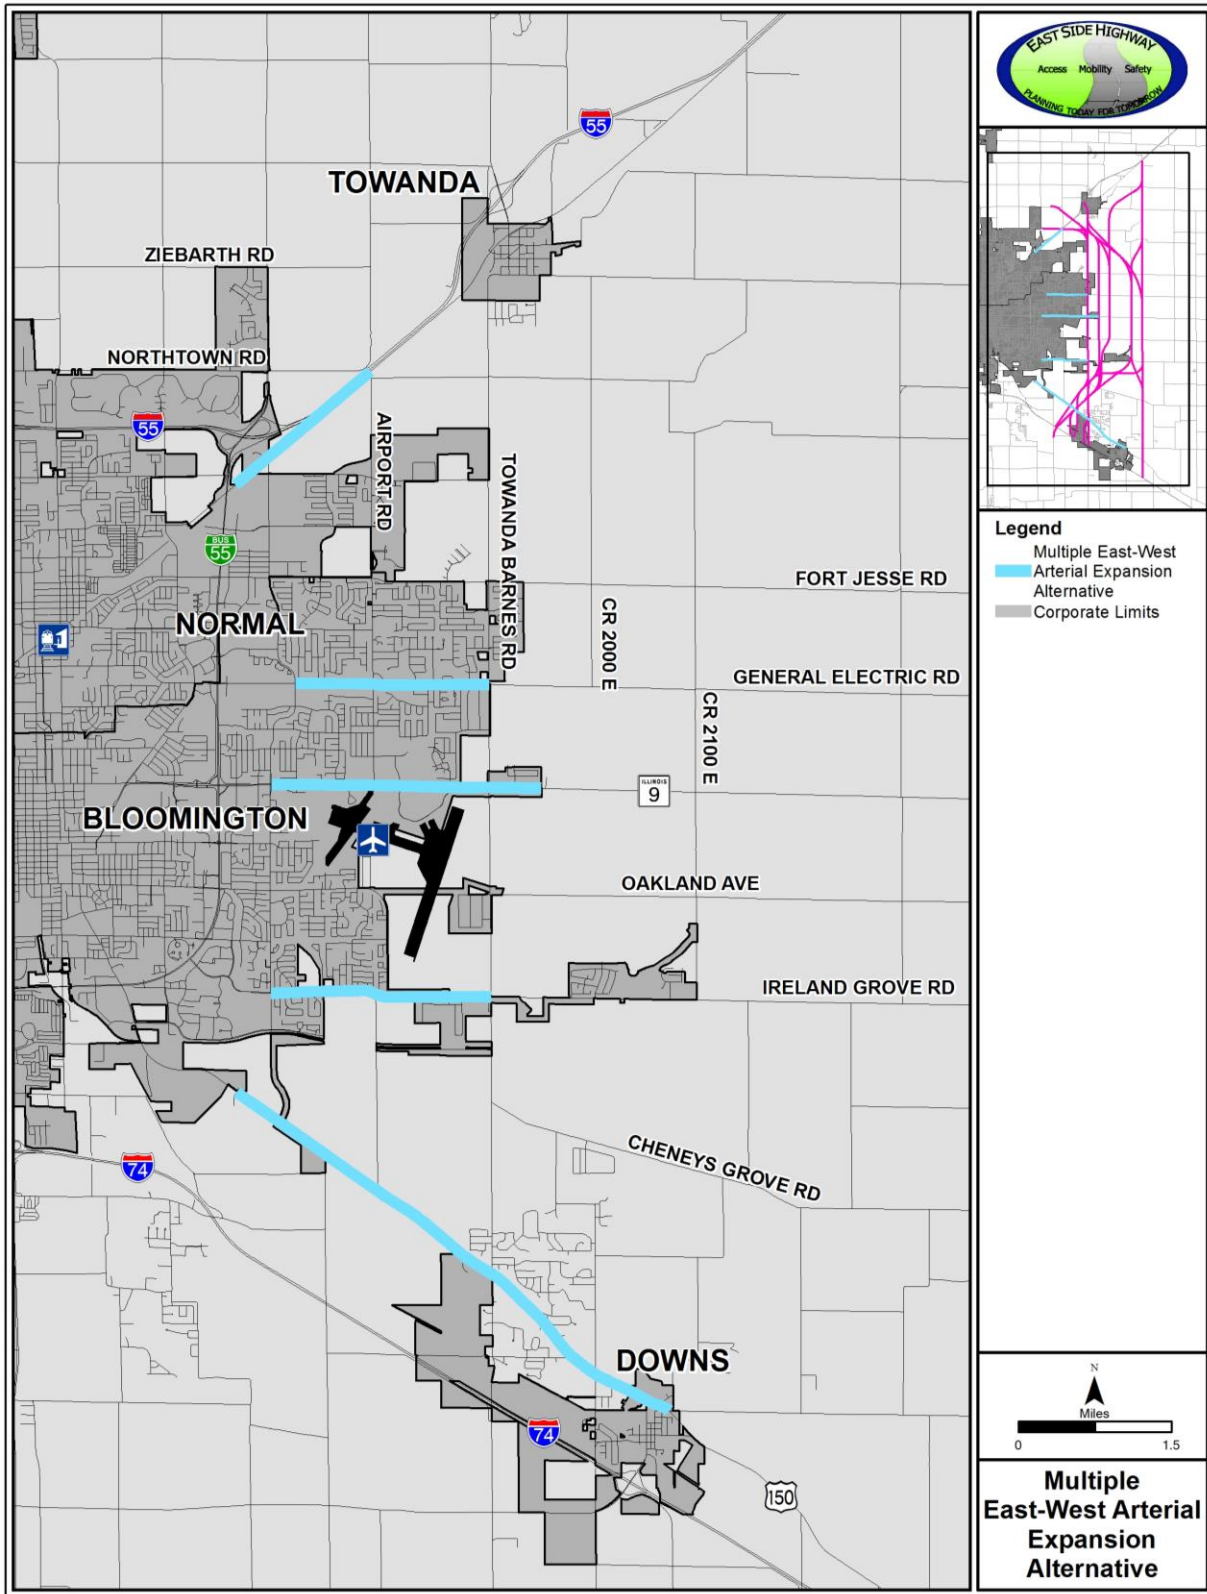 55
TOWANDA
ZIEBARTH RD
NORTHTOWN RD
55
AIRPORT RD
TOWANDA BARNES RD
BUS
55
FORT JESSE RD
NORMAL
CR 2000 E
GENERAL ELECTRIC RD
CR 2100 E
ILLINOIS
9
BLOOMINGTON
OAKLAND AVE
IRELAND GROVE RD
CHENEYS GROVE RD
74
DOWNS
74
150
EAST SIDE HIGHWAY
Access Mobility Safety
PLANNING TODAY FOR TOMORROW
Legend
Multiple East-West
Arterial Expansion
Alternative
Corporate Limits
N
Miles
0 1.5
Multiple
East-West Arterial
Expansion
Alternative